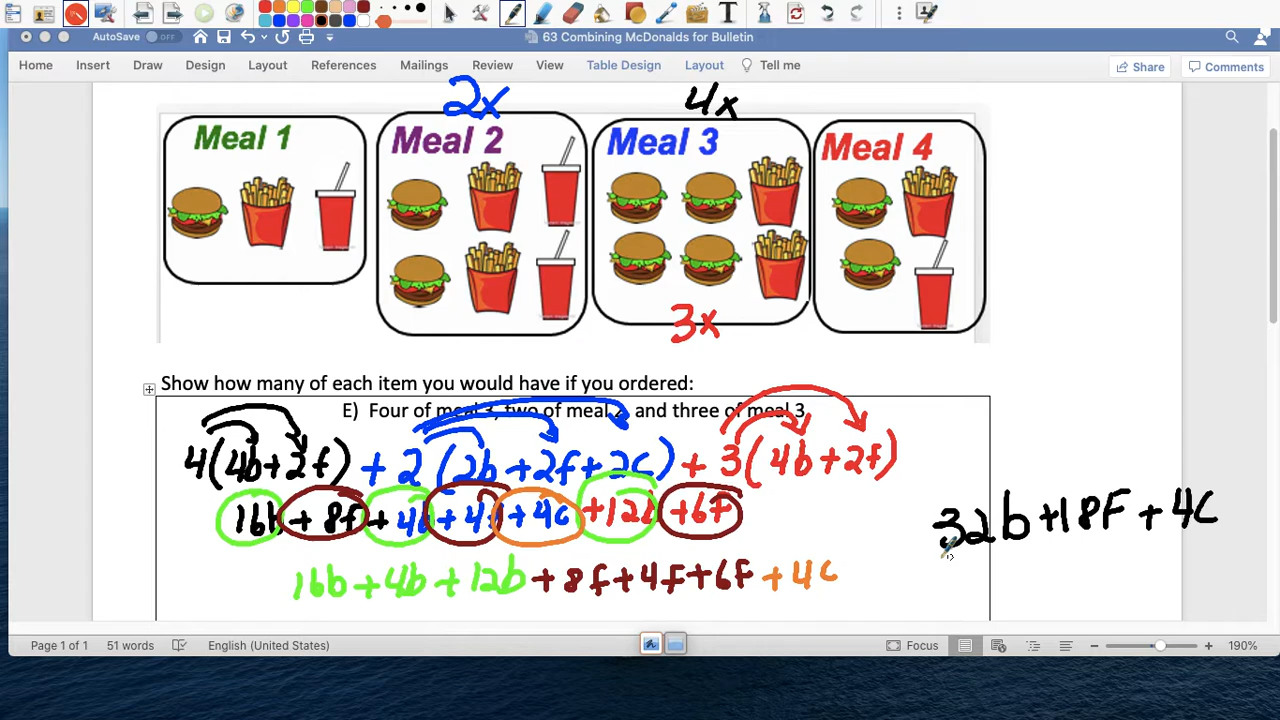 AutoSave
63 Combining McDonalds for Bulletin
Home Insert Draw Design Layout References Mailings Review View Table Design Layout Tell me Share Comments
2x 4x
Meal 1 Meal 2 Meal 3 Meal 4
3x
Show how many of each item you would have if you ordered:
E) Four of meal 3, two of meal 2, and three of meal 3
4(4b+2f) + 2(2b+2f+2c) + 3(4b+2f)
16b + 8f + 4b + 4f + 4c + 12b + 6f
32b+18F+4c
16b + 4b + 12b + 8f + 4f + 6f + 4c
Page 1 of 1 51 words English (United States) Focus 190%